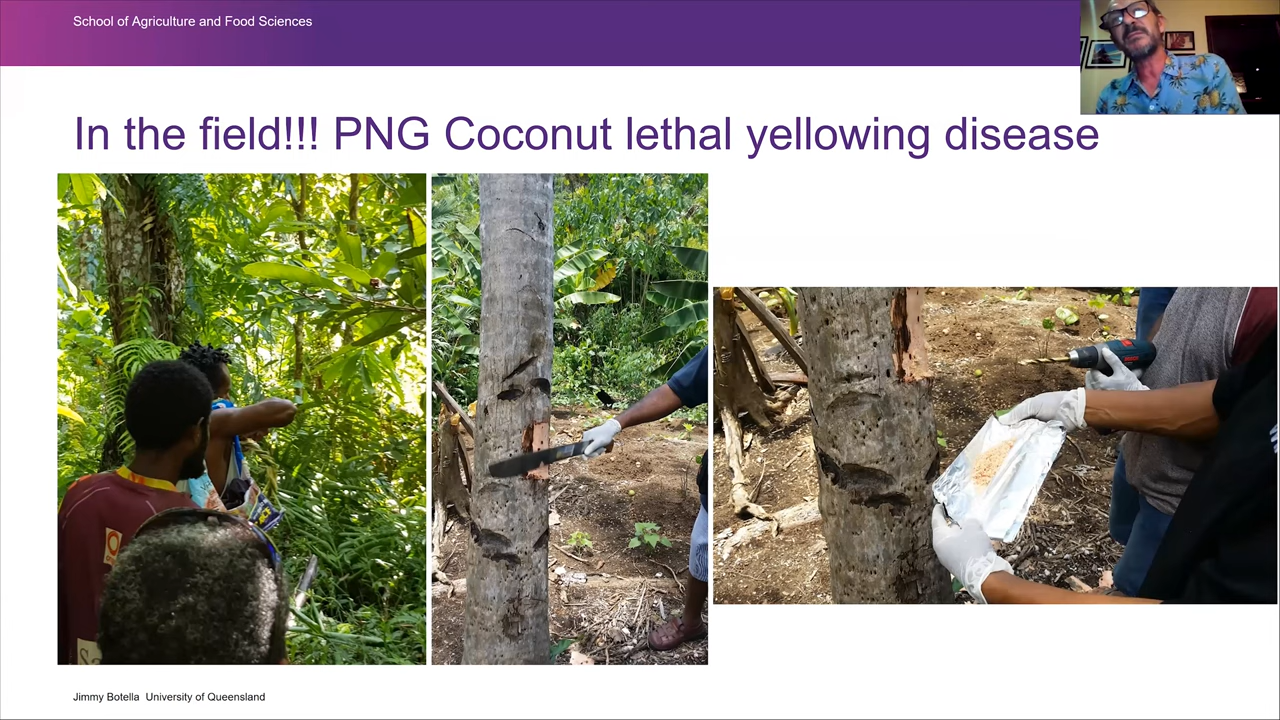 School of Agriculture and Food Sciences
In the field!!! PNG Coconut lethal yellowing disease
Jimmy Botella University of Queensland